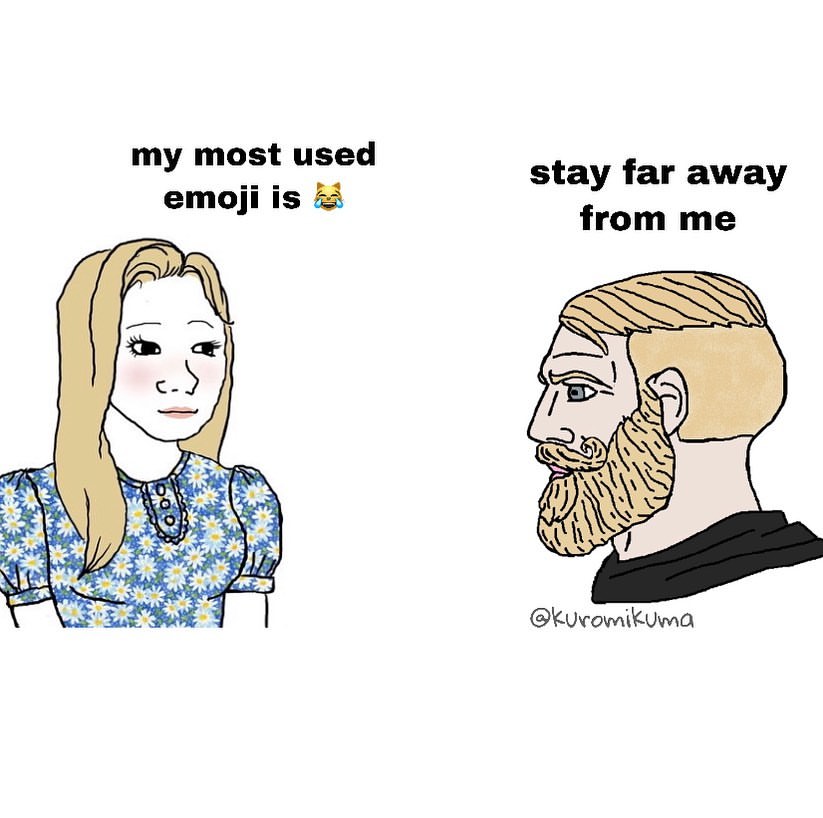 my most used
emoji is 😹
stay far away
from me
@kuromikuma